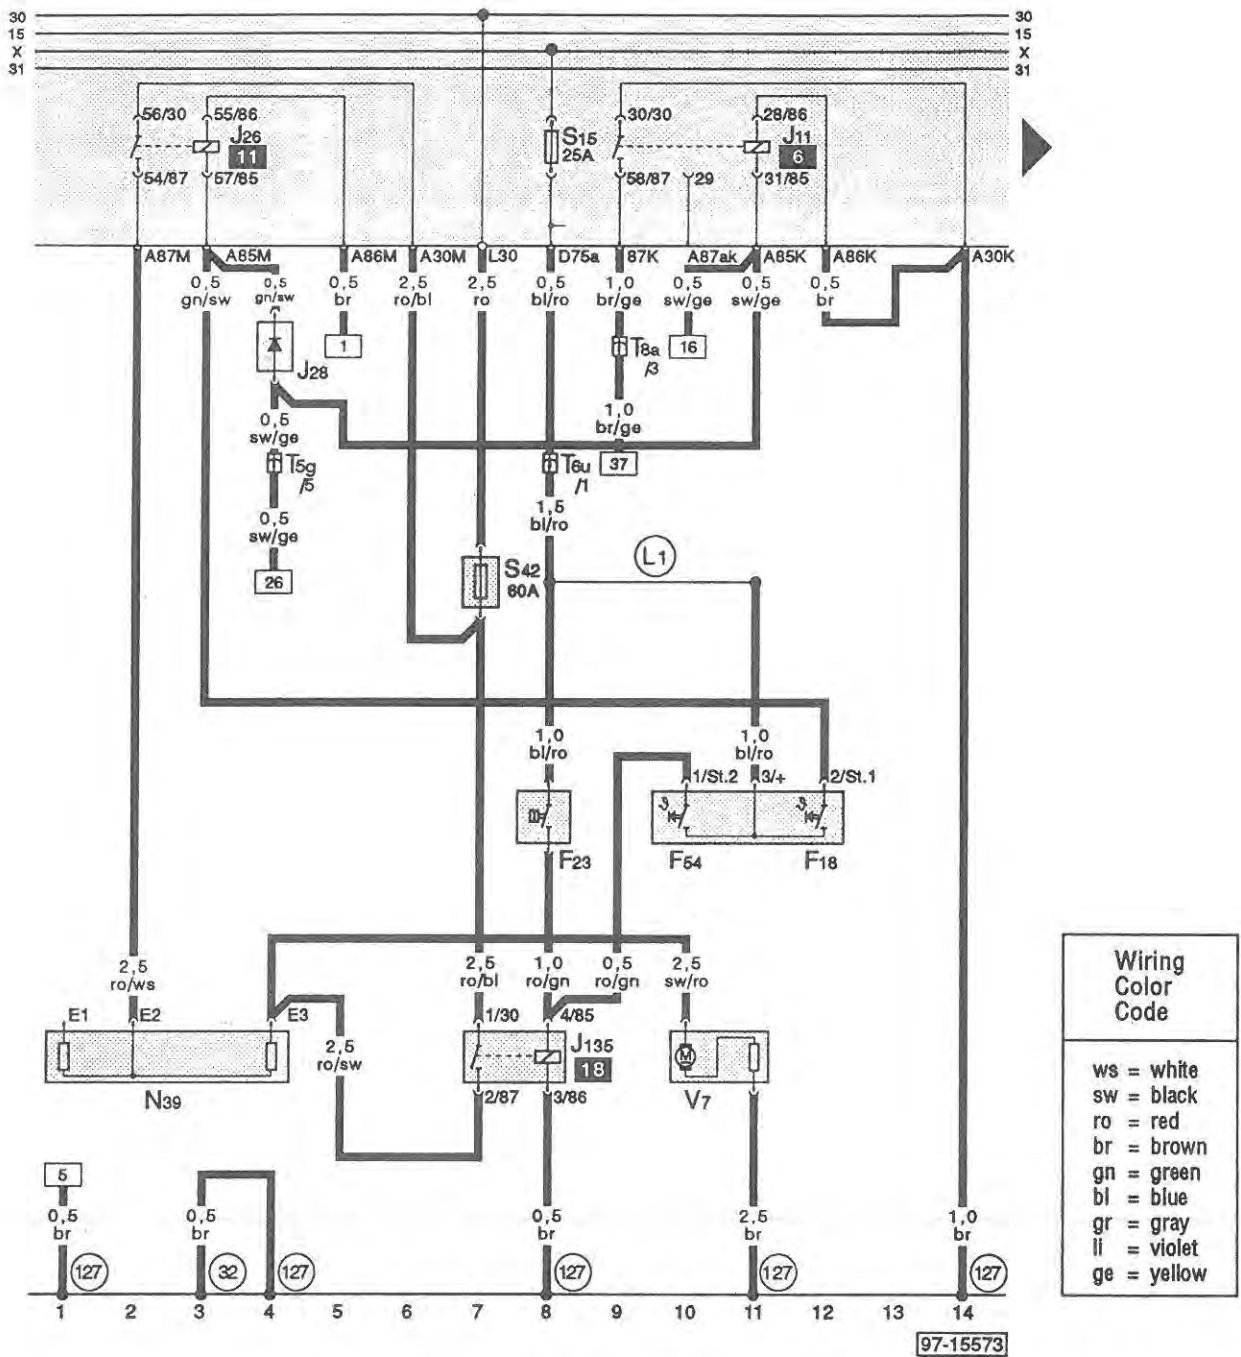 30 30
15 15
X X
31 31
56/30 55/86 30/30 28/86
J26 S15 J11
11 25A 6
54/87 57/85 58/87 29 31/85
A87M A85M A86M A30M L30 D75a 87K A87ak A85K A86K A30K
0,5 0,5 0,5 2,5 2,5 0,5 1,0 0,5 0,5 0,5
gn/sw gn/sw br ro/bl ro bl/ro br/ge sw/ge sw/ge br
1 T8a 16
J28 /3
0,5 1,0
sw/ge br/ge
T5g T6u 37
/5 /1
0,5 1,5
sw/ge bl/ro
26 S42 L1
60A
1,0 1,0
bl/ro bl/ro
1/St.2 3/+ 2/St.1
F23 F54 F18
2,5 2,5 1,0 0,5 2,5
ro/ws ro/bl ro/gn ro/gn sw/ro
E1 E2 E3 1/30 4/85
2,5 J135 M
ro/sw 18
N39 2/87 3/86 V7
5
0,5 0,5 0,5 2,5 1,0
br br br br br
127 32 127 127 127 127
1 2 3 4 5 6 7 8 9 10 11 12 13 14
97-15573
Wiring
Color
Code
ws = white
sw = black
ro = red
br = brown
gn = green
bl = blue
gr = gray
li = violet
ge = yellow